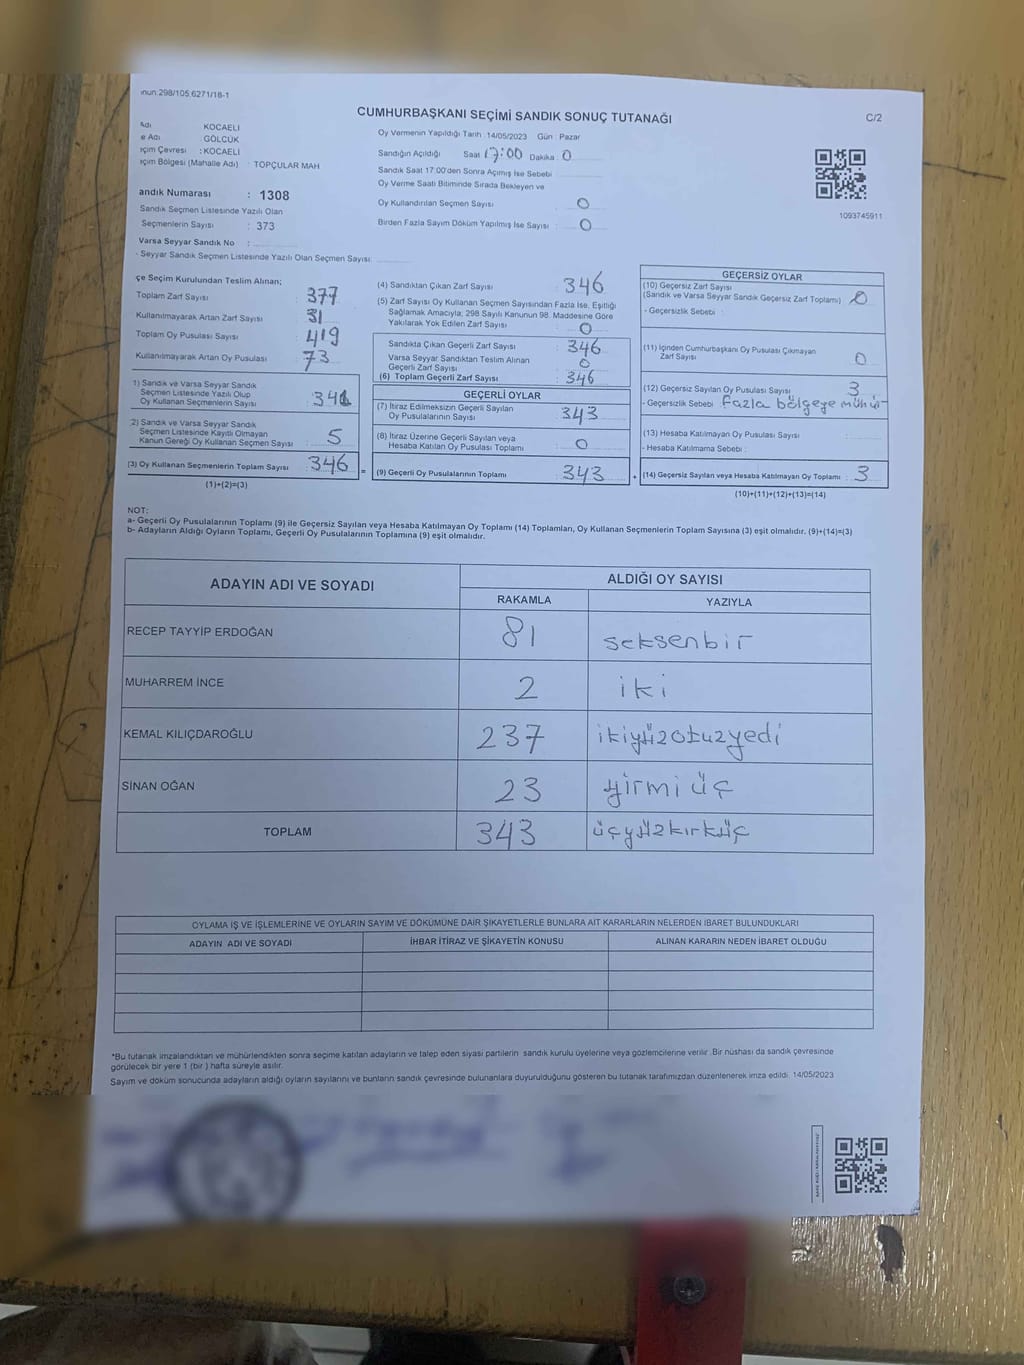 nun:298/105,6271/18-1
CUMHURBAŞKANI SEÇİMİ SANDIK SONUÇ TUTANAĞI
C/2
Adı KOCAELİ
e Adı GÖLCÜK
içim Çevresi : KOCAELİ
içim Bölgesi (Mahalle Adı) : TOPÇULAR MAH
andık Numarası : 1308
Sandık Seçmen Listesinde Yazılı Olan
Seçmenlerin Sayısı : 373
Varsa Seyyar Sandık No :
- Seyyar Sandık Seçmen Listesinde Yazılı Olan Seçmen Sayısı:
Oy Vermenin Yapıldığı Tarih :14/05/2023 Gün : Pazar
Sandığın Açıldığı Saat 17:00 Dakika : 0
Sandık Saat 17:00'den Sonra Açımış İse Sebebi
Oy Verme Saati Bitiminde Sırada Bekleyen ve
Oy Kullandırılan Seçmen Sayısı : 0
Birden Fazla Sayım Döküm Yapılmış İse Sayısı : 0
1093745911
çe Seçim Kurulundan Teslim Alınan;
Toplam Zarf Sayısı : 377
Kullanılmayarak Artan Zarf Sayısı : 31
Toplam Oy Pusulası Sayısı : 419
Kullanılmayarak Artan Oy Pusulası : 73
1) Sandık ve Varsa Seyyar Sandık
Seçmen Listesinde Yazılı Olup
Oy Kullanan Seçmenlerin Sayısı : 341
2) Sandık ve Varsa Seyyar Sandık
Seçmen Listesinde Kayıtlı Olmayan
Kanun Gereği Oy Kullanan Seçmen Sayısı : 5
(3) Oy Kullanan Seçmenlerin Toplam Sayısı : 346
(1)+(2)=(3)
=
(4) Sandıktan Çıkan Zarf Sayısı : 346
(5) Zarf Sayısı Oy Kullanan Seçmen Sayısından Fazla İse, Eşitliği
Sağlamak Amacıyla; 298 Sayılı Kanunun 98. Maddesine Göre
Yakılarak Yok Edilen Zarf Sayısı : 0
Sandıkta Çıkan Geçerli Zarf Sayısı : 346
Varsa Seyyar Sandıktan Teslim Alınan
Geçerli Zarf Sayısı : 0
(6) Toplam Geçerli Zarf Sayısı : 346
GEÇERLİ OYLAR
(7) İtiraz Edilmeksizin Geçerli Sayılan
Oy Pusulalarının Sayısı : 343
(8) İtiraz Üzerine Geçerli Sayılan veya
Hesaba Katılan Oy Pusulası Toplamı : 0
(9) Geçerli Oy Pusulalarının Toplamı : 343
+
GEÇERSİZ OYLAR
(10) Geçersiz Zarf Sayısı
(Sandık ve Varsa Seyyar Sandık Geçersiz Zarf Toplamı) : 0
- Geçersizlik Sebebi :
(11) İçinden Cumhurbaşkanı Oy Pusulası Çıkmayan
Zarf Sayısı : 0
(12) Geçersiz Sayılan Oy Pusulası Sayısı : 3
- Geçersizlik Sebebi : fazla bölgeye mühür
(13) Hesaba Katılmayan Oy Pusulası Sayısı :
- Hesaba Katılmama Sebebi :
(14) Geçersiz Sayılan veya Hesaba Katılmayan Oy Toplamı : 3
(10)+(11)+(12)+(13)=(14)
NOT:
a- Geçerli Oy Pusulalarının Toplamı (9) ile Geçersiz Sayılan veya Hesaba Katılmayan Oy Toplamı (14) Toplamları, Oy Kullanan Seçmenlerin Toplam Sayısına (3) eşit olmalıdır. (9)+(14)=(3)
b- Adayların Aldığı Oyların Toplamı, Geçerli Oy Pusulalarının Toplamına (9) eşit olmalıdır.
ADAYIN ADI VE SOYADI
ALDIĞI OY SAYISI
RAKAMLA YAZIYLA
RECEP TAYYİP ERDOĞAN 81 seksenbir
MUHARREM İNCE 2 iki
KEMAL KILIÇDAROĞLU 237 ikiyüzotuzyedi
SİNAN OĞAN 23 yirmi üç
TOPLAM 343 üçyüzkırküç
OYLAMA İŞ VE İŞLEMLERİNE VE OYLARIN SAYIM VE DÖKÜMÜNE DAİR ŞİKAYETLERLE BUNLARA AİT KARARLARIN NELERDEN İBARET BULUNDUKLARI
ADAYIN ADI VE SOYADI İHBAR İTİRAZ VE ŞİKAYETİN KONUSU ALINAN KARARIN NEDEN İBARET OLDUĞU
*Bu tutanak imzalandıktan ve mühürlendikten sonra seçime katılan adayların ve talep eden siyasi partilerin sandık kurulu üyelerine veya gözlemcilerine verilir .Bir nüshası da sandık çevresinde
görülecek bir yere 1 (bir ) hafta süreyle asılır.
Sayım ve döküm sonucunda adayların aldığı oyların sayılarını ve bunların sandık çevresinde bulunanlara duyurulduğunu gösteren bu tutanak tarafımızdan düzenlenerek imza edildi. 14/05/2023